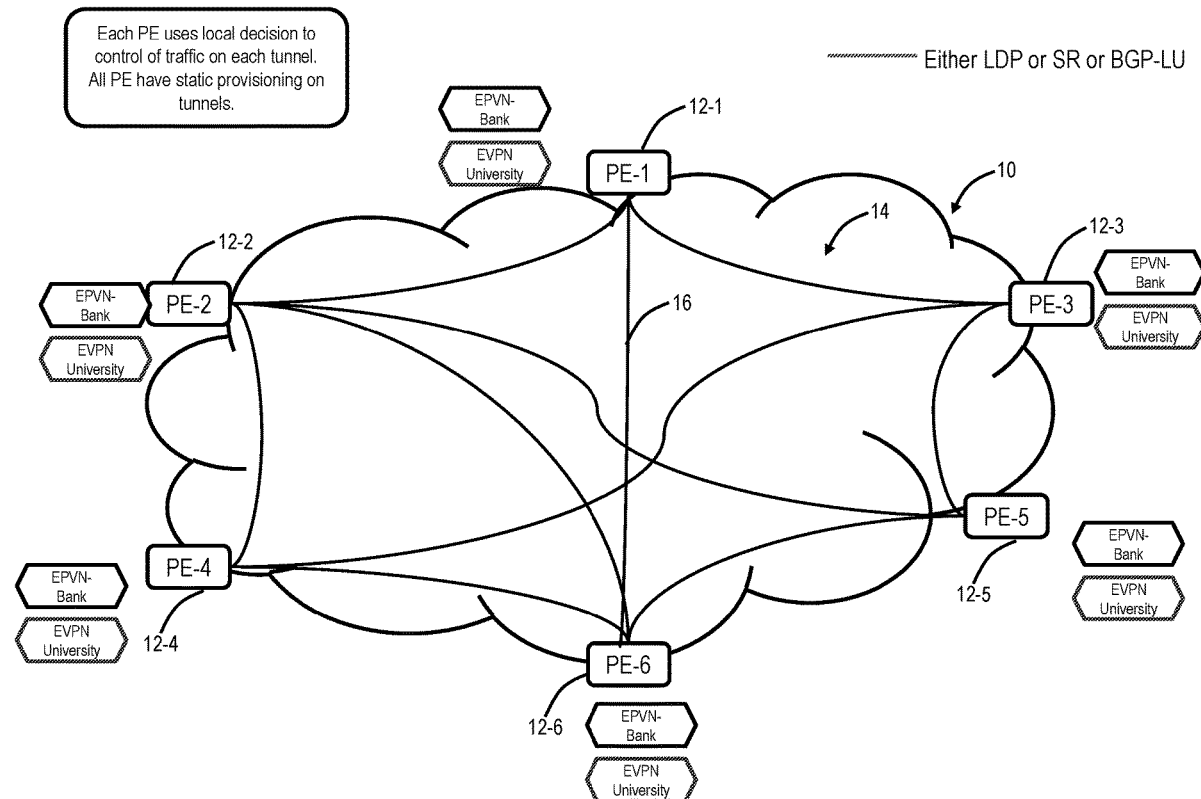 Each PE uses local decision to
control of traffic on each tunnel.
All PE have static provisioning on
tunnels.
Either LDP or SR or BGP-LU
EPVN-
Bank
EVPN
University
12-1
PE-1
10
14
12-2
12-3
EPVN-
Bank
PE-2
EVPN
University
16
PE-3
EPVN-
Bank
EVPN
University
EPVN-
Bank
EVPN
University
PE-4
12-4
PE-5
12-5
EPVN-
Bank
EVPN
University
PE-6
12-6
EPVN-
Bank
EVPN
University